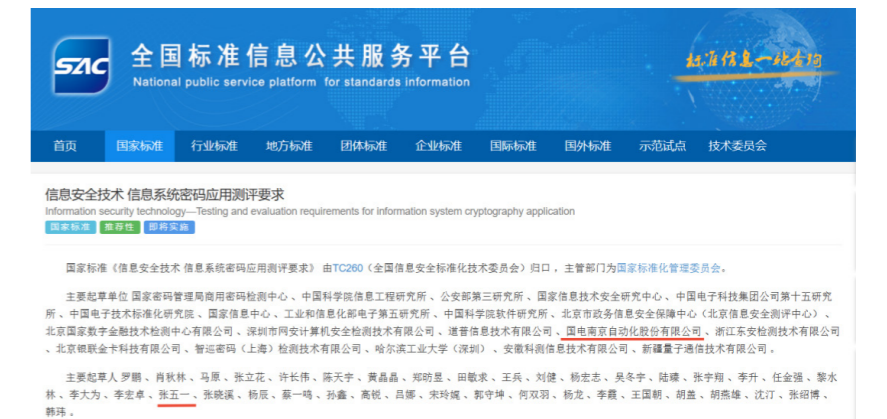 SAC 全国标准信息公共服务平台
National public service platform for standards information
标准信息一站查询
首页 国家标准 行业标准 地方标准 团体标准 企业标准 国际标准 国外标准 示范试点 技术委员会
信息安全技术 信息系统密码应用测评要求
Information security technology—Testing and evaluation requirements for information system cryptography application
国家标准 推荐性 即将实施
国家标准《信息安全技术 信息系统密码应用测评要求》 由TC260（全国信息安全标准化技术委员会）归口 ，主管部门为国家标准化管理委员会。
主要起草单位 国家密码管理局商用密码检测中心 、中国科学院信息工程研究所 、公安部第三研究所 、国家信息技术安全研究中心 、中国电子科技集团公司第十五研究
所 、中国电子技术标准化研究院 、国家信息中心 、工业和信息化部电子第五研究所 、中国科学院软件研究所 、北京市政务信息安全保障中心（北京信息安全测评中心） 、
北京国家数字金融技术检测中心有限公司 、深圳市网安计算机安全检测技术有限公司 、道普信息技术有限公司 、国电南京自动化股份有限公司 、浙江东安检测技术有限公司
、北京银联金卡科技有限公司 、智巡密码（上海）检测技术有限公司 、哈尔滨工业大学（深圳） 、安徽科测信息技术有限公司 、新疆量子通信技术有限公司 。
主要起草人 罗鹏 、肖秋林 、马原 、张立花 、许长伟 、陈天宇 、黄晶晶 、郑昉昱 、田敏求 、王兵 、刘健 、杨宏志 、吴冬宇 、陆臻 、张宇翔 、李升 、任金强 、黎水
林 、李大为 、李宏卓 、张五一 、张晓溪 、杨辰 、蔡一鸣 、孙鑫 、高锐 、吕娜 、宋玲娓 、郭守坤 、何双羽 、杨龙 、李霞 、王国朝 、胡盖 、胡燕雄 、沈汀 、张绍博 、
韩玮 。